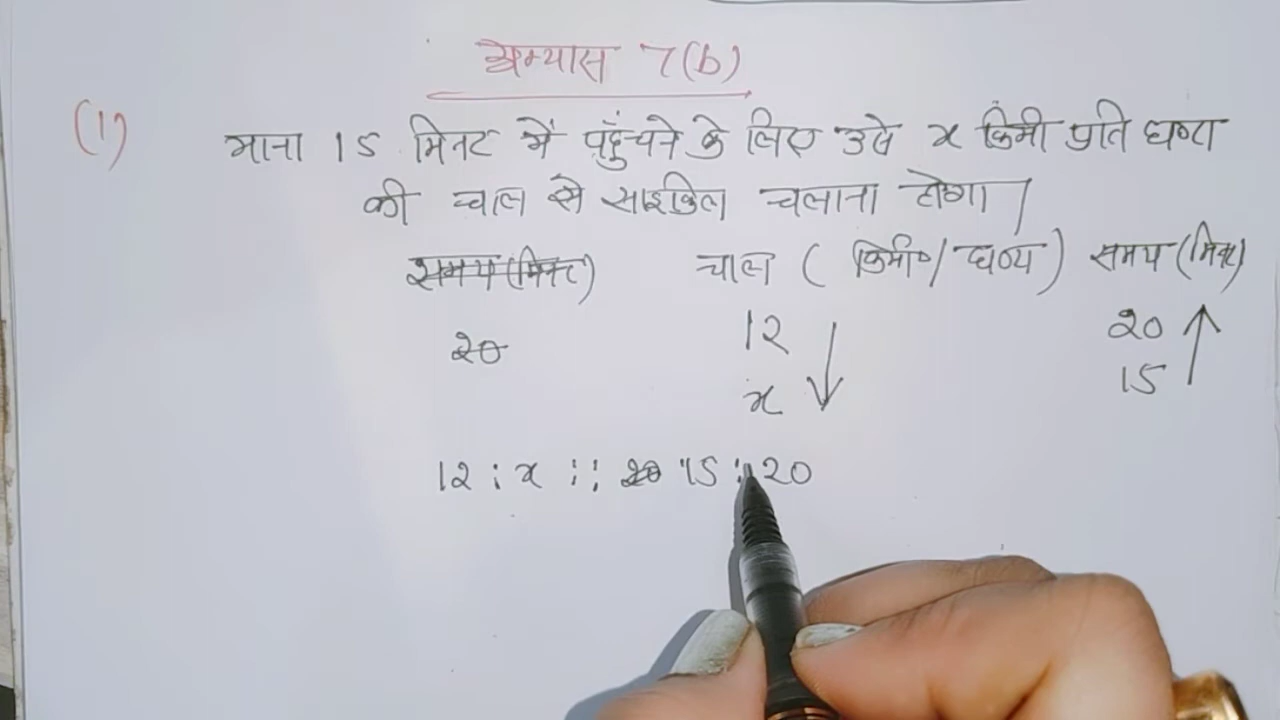 अभ्यास 7(b)
(1) माना 15 मिनट में पहुँचने के लिए उसे x किमी प्रति घण्टा
की चाल से साइकिल चलाना होगा।
समय (मिनट) चाल ( किमी०/घण्टा ) समय (मिनट)
20 12 20
x 15
12 : x :: 20 15 : 20